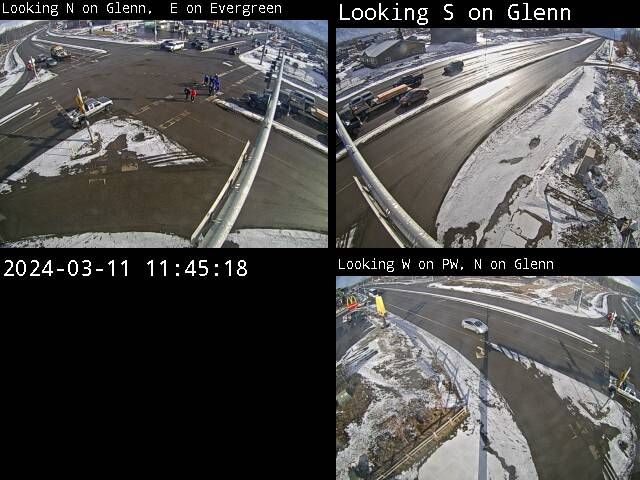 Looking N on Glenn, E on Evergreen
Looking S on Glenn
2024-03-11 11:45:18
Looking W on PW, N on Glenn